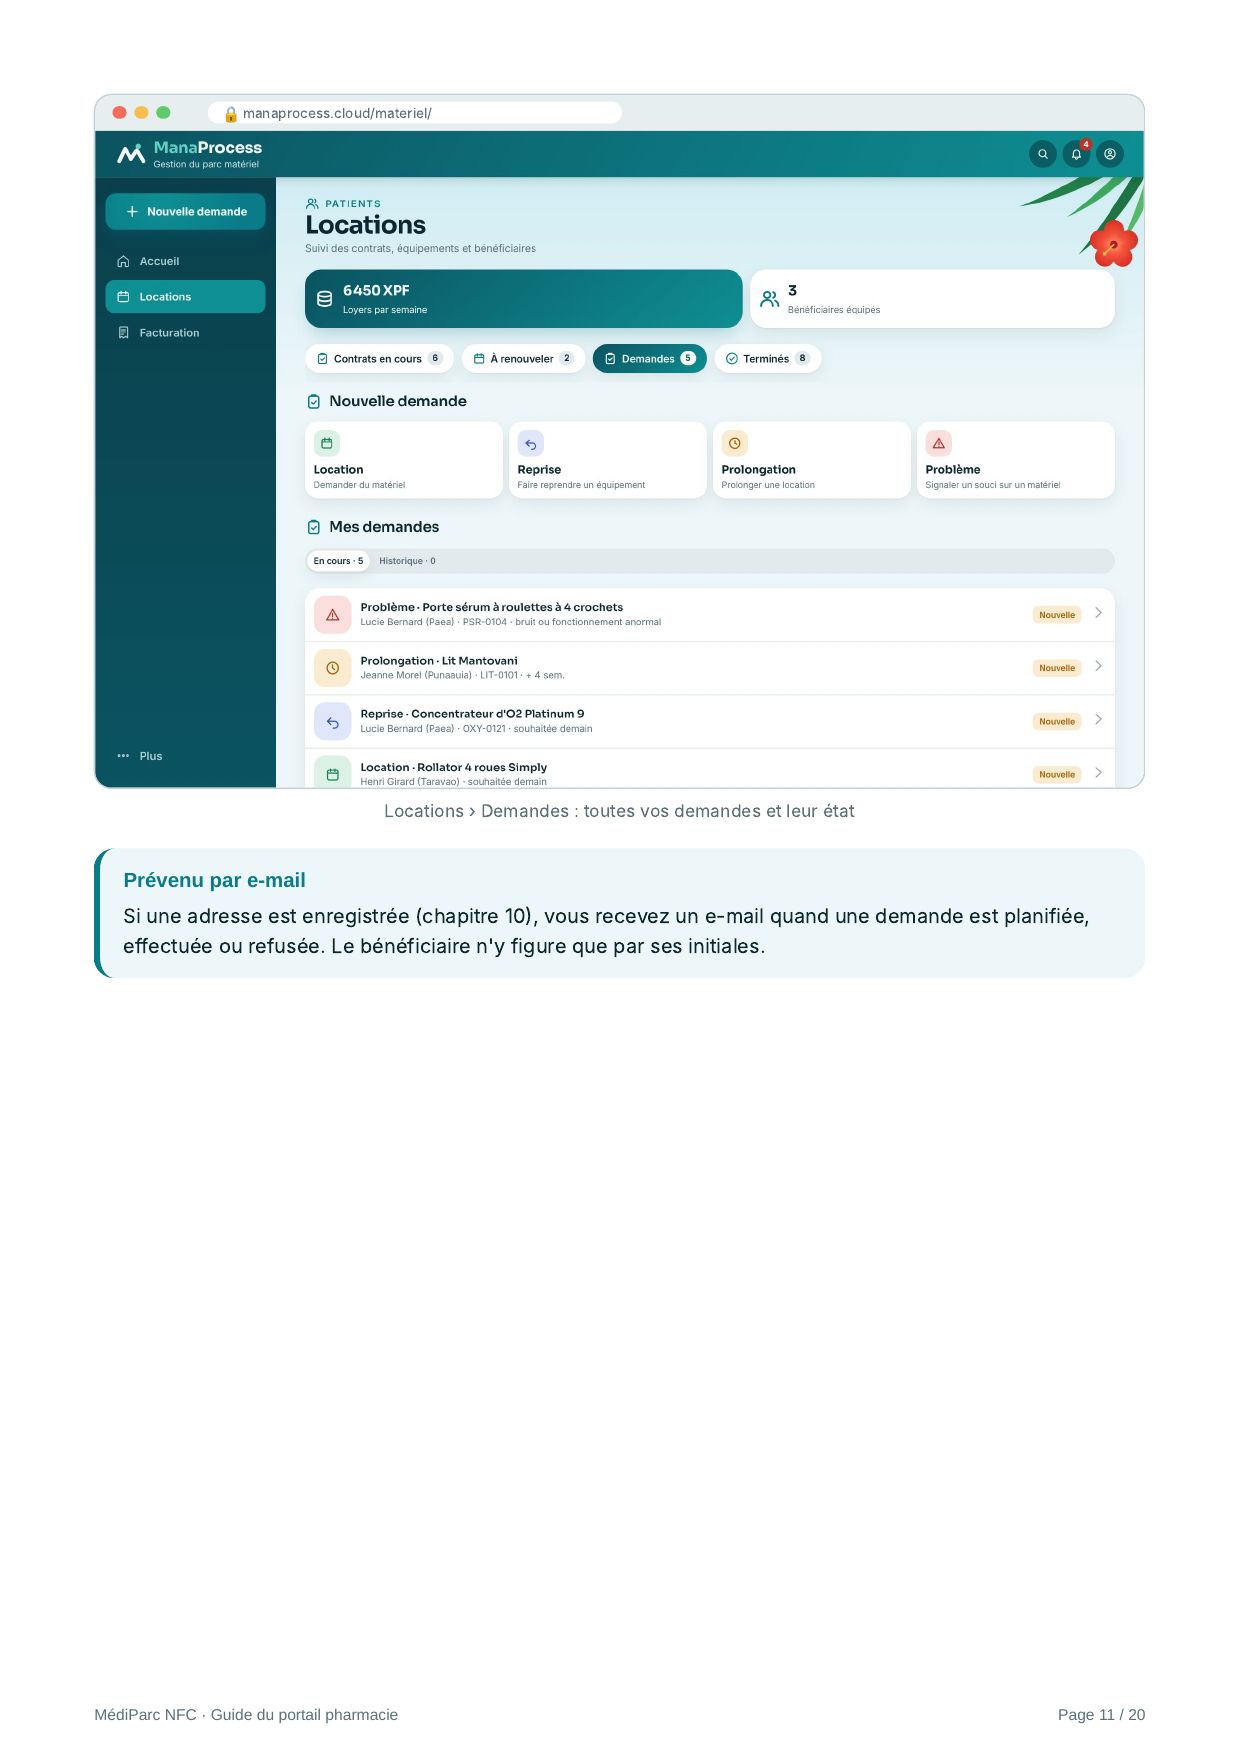 manaprocess.cloud/materiel/
ManaProcess
Gestion du parc matériel
4
Nouvelle demande
Accueil
Locations
Facturation
Plus
PATIENTS
Locations
Suivi des contrats, équipements et bénéficiaires
6 450 XPF
Loyers par semaine
3
Bénéficiaires équipés
Contrats en cours 6
À renouveler 2
Demandes 5
Terminés 8
Nouvelle demande
Location
Demander du matériel
Reprise
Faire reprendre un équipement
Prolongation
Prolonger une location
Problème
Signaler un souci sur un matériel
Mes demandes
En cours · 5 Historique · 0
Problème · Porte sérum à roulettes à 4 crochets
Lucie Bernard (Paea) · PSR-0104 · bruit ou fonctionnement anormal
Nouvelle
Prolongation · Lit Mantovani
Jeanne Morel (Punaauia) · LIT-0101 · + 4 sem.
Nouvelle
Reprise · Concentrateur d'O2 Platinum 9
Lucie Bernard (Paea) · OXY-0121 · souhaitée demain
Nouvelle
Location · Rollator 4 roues Simply
Henri Girard (Taravao) · souhaitée demain
Nouvelle
Locations › Demandes : toutes vos demandes et leur état
Prévenu par e-mail
Si une adresse est enregistrée (chapitre 10), vous recevez un e-mail quand une demande est planifiée,
effectuée ou refusée. Le bénéficiaire n'y figure que par ses initiales.
MédiParc NFC · Guide du portail pharmacie
Page 11 / 20